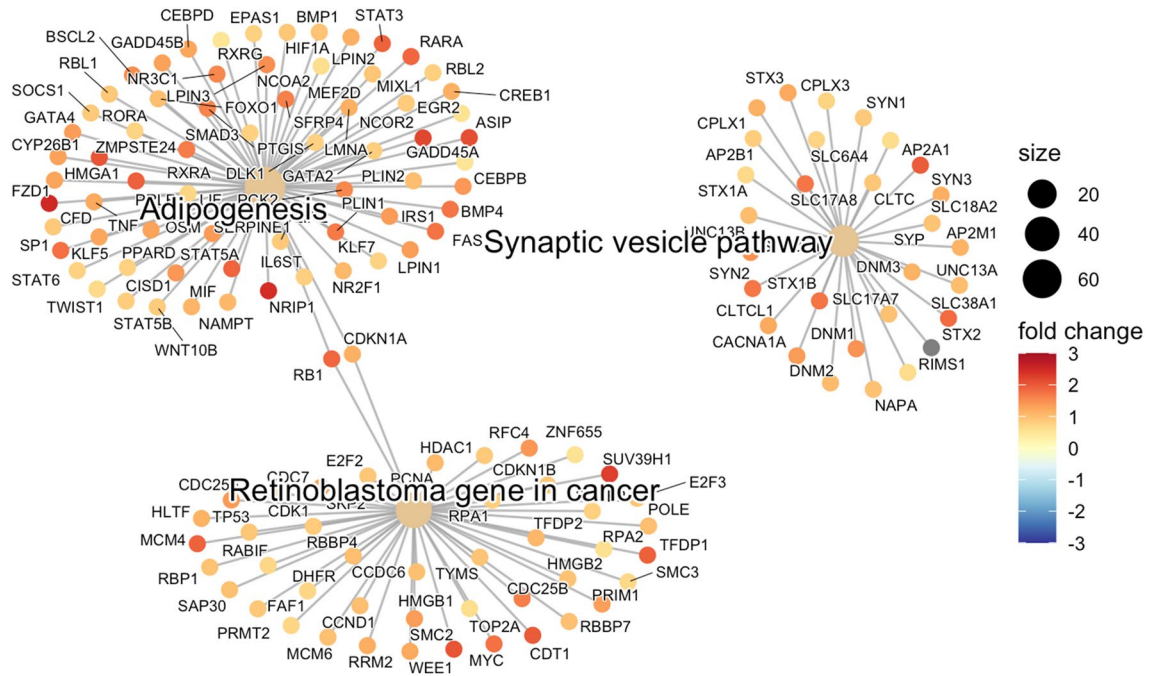 CEBPD
EPAS1
BMP1
STAT3
BSCL2
GADD45B
RXRG
HIF1A
LPIN2
RARA
RBL1
NR3C1
NCOA2
RBL2
SOCS1
LPIN3
FOXO1
MEF2D
MIXL1
CREB1
GATA4
RORA
SMAD3
SFRP4
NCOR2
EGR2
ASIP
CYP26B1
ZMPSTE24
PTGIS
LMNA
GADD45A
HMGA1
RXRA
DLK1
GATA2
PLIN2
CEBPB
FZD1
LIF
PCK2
PLIN1
CFD
TNF
Adipogenesis
IRS1
BMP4
SP1
KLF5
OSM
SERPINE1
KLF7
FAS
STAT6
PPARD
STAT5A
IL6ST
LPIN1
TWIST1
CISD1
MIF
NRIP1
NR2F1
STAT5B
NAMPT
WNT10B
CDKN1A
RB1
STX3
CPLX3
SYN1
CPLX1
AP2B1
SLC6A4
AP2A1
STX1A
SLC17A8
CLTC
SYN3
SLC18A2
UNC13B
Synaptic vesicle pathway
SYP
AP2M1
SYN2
STX1B
DNM3
UNC13A
CLTCL1
SLC17A7
SLC38A1
CACNA1A
DNM1
STX2
DNM2
RIMS1
NAPA
HDAC1
RFC4
ZNF655
E2F2
CDKN1B
SUV39H1
CDC7
PCNA
E2F3
Retinoblastoma gene in cancer
HLTF
TP53
CDK1
SKP2
RPA1
POLE
MCM4
RABIF
RBBP4
TFDP2
RPA2
TFDP1
RBP1
DHFR
CCDC6
TYMS
HMGB2
SMC3
SAP30
FAF1
HMGB1
CDC25B
PRIM1
PRMT2
CCND1
SMC2
TOP2A
RBBP7
MCM6
RRM2
WEE1
MYC
CDT1
size
20
40
60
fold change
3
2
1
0
-1
-2
-3